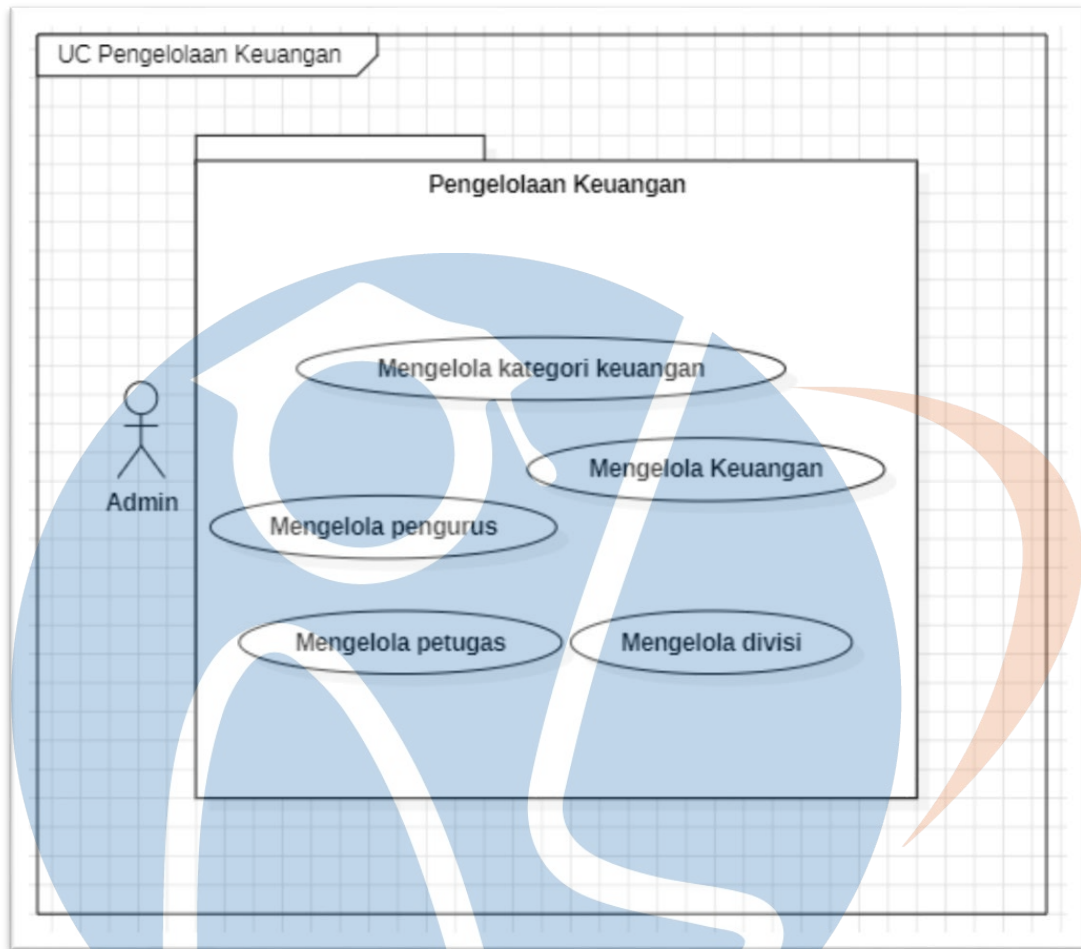 UC Pengelolaan Keuangan
Pengelolaan Keuangan
Mengelola kategori keuangan
Mengelola Keuangan
Admin
Mengelola pengurus
Mengelola petugas
Mengelola divisi